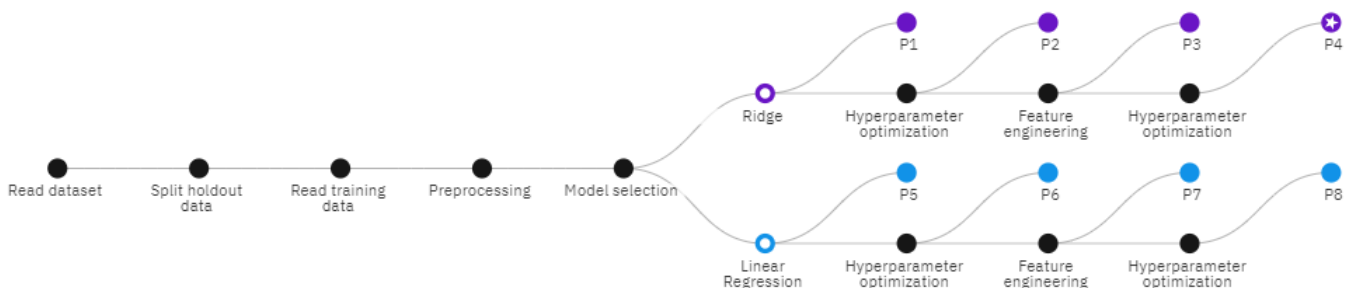 P1
P2
P3
P4
Ridge
Hyperparameter
optimization
Feature
engineering
Hyperparameter
optimization
Read dataset
Split holdout
data
Read training
data
Preprocessing
Model selection
P5
P6
P7
P8
Linear
Regression
Hyperparameter
optimization
Feature
engineering
Hyperparameter
optimization